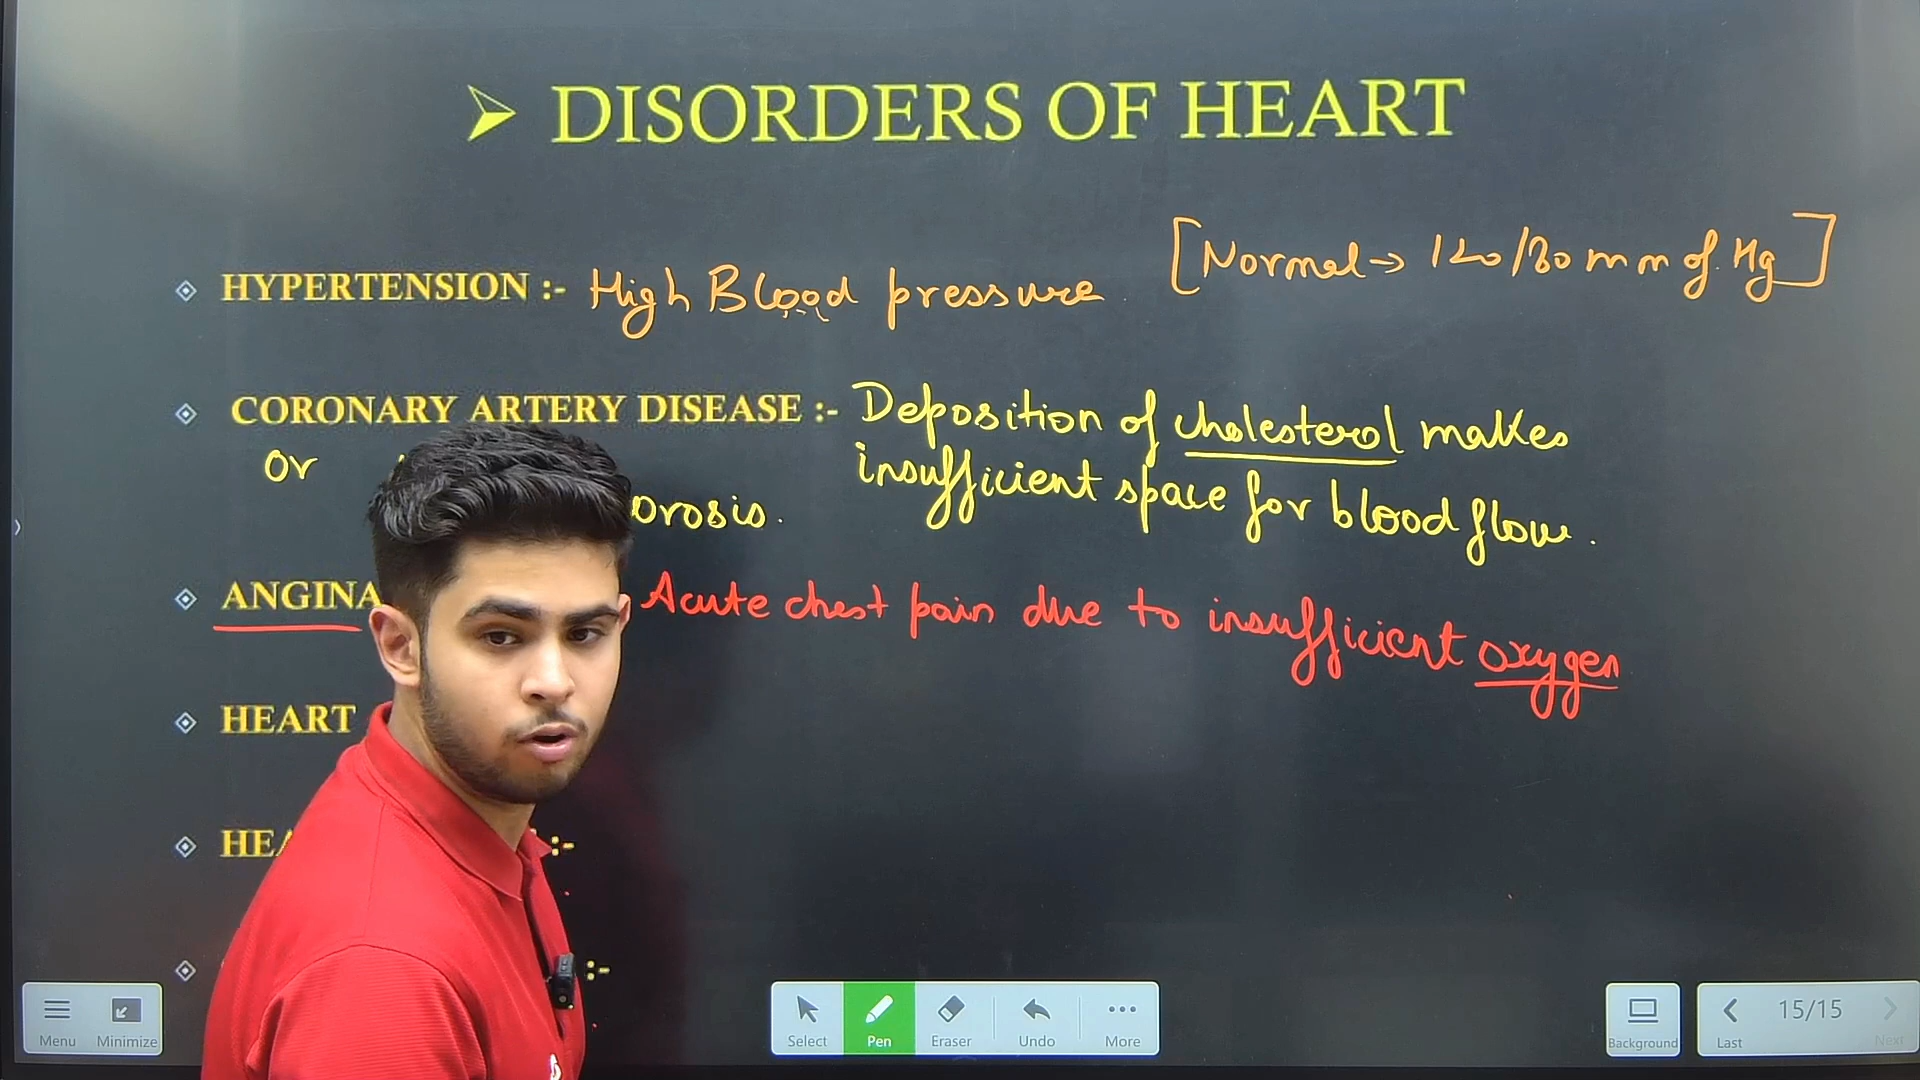 ➢ DISORDERS OF HEART
[Normal → 120/80 mm of Hg]
HYPERTENSION :- High Blood pressure.
CORONARY ARTERY DISEASE :- Deposition of cholesterol makes
or
insufficient space for blood flow.
orosis.
ANGINA Acute chest pain due to insufficient oxygen
HEART
HEA :-
:-
Menu
Minimize
Select
Pen
Eraser
Undo
More
Background
15/15
Last
Next